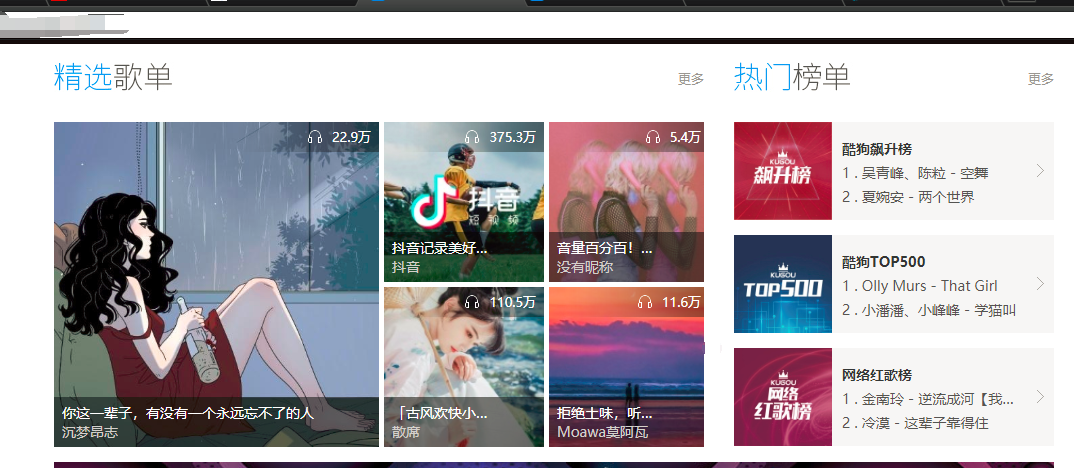 精选歌单
更多
22.9万
你这一辈子，有没有一个永远忘不了的人
沉梦昂志
375.3万
抖音
短视频
抖音记录美好...
抖音
5.4万
音量百分百！...
没有昵称
110.5万
「古风欢快小...
散席
11.6万
拒绝土味，听...
Moawa莫阿瓦
热门榜单
更多
KUGOU
飙升榜
酷狗飙升榜
1 . 吴青峰、陈粒 - 空舞
2 . 夏婉安 - 两个世界
KUGOU
TOP500
酷狗TOP500
1 . Olly Murs - That Girl
2 . 小潘潘、小峰峰 - 学猫叫
KUGOU
网络
红歌榜
网络红歌榜
1 . 金南玲 - 逆流成河【我...
2 . 冷漠 - 这辈子靠得住